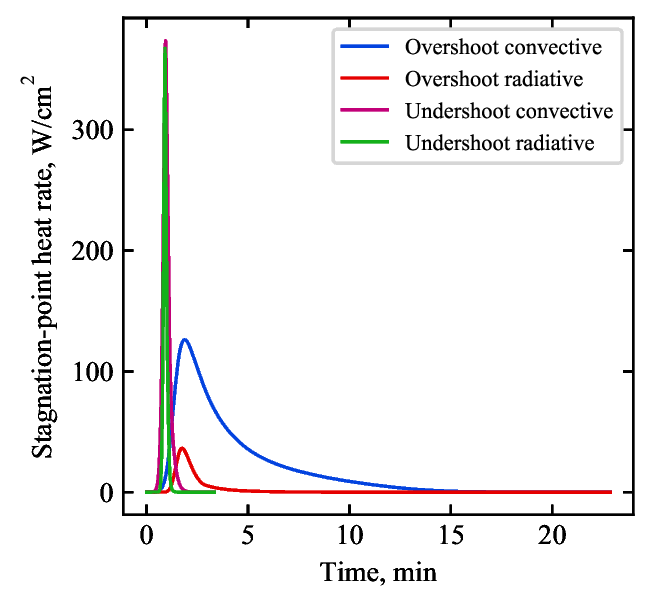 Overshoot convective
Overshoot radiative
Undershoot convective
Undershoot radiative
Stagnation-point heat rate, W/cm²
300
200
100
0
0 5 10 15 20
Time, min